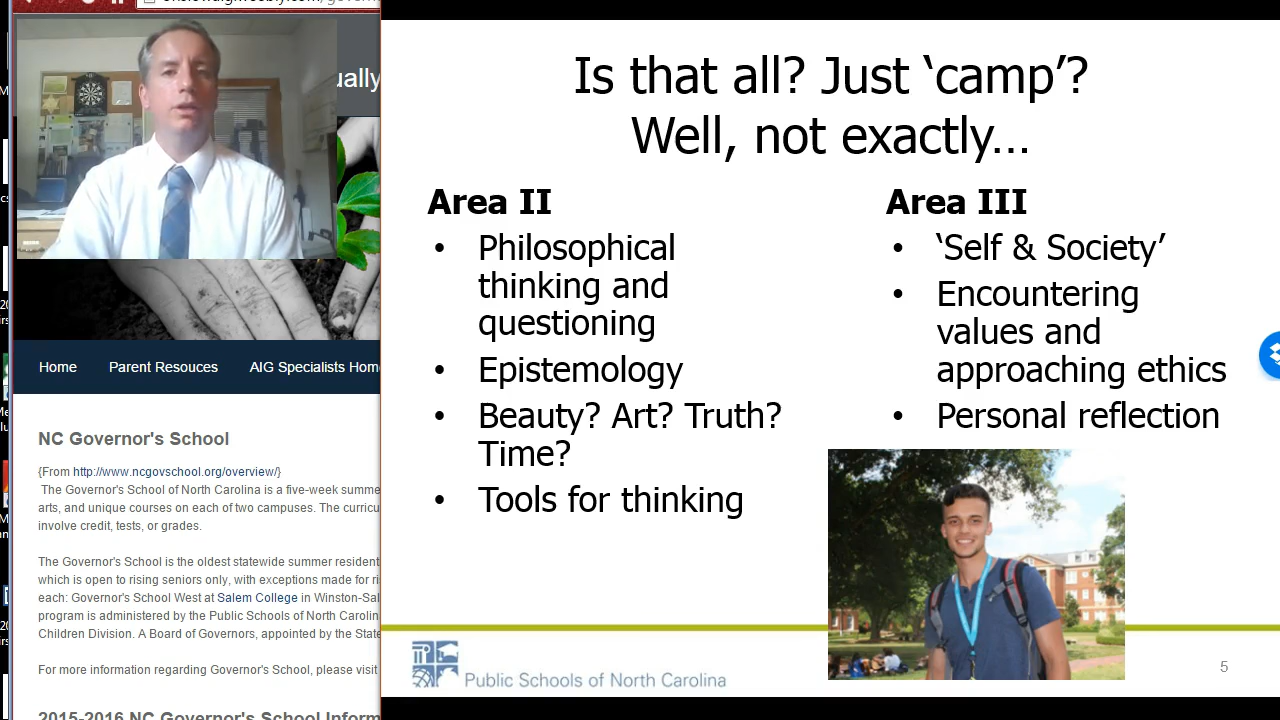 ually
Home Parent Resouces AIG Specialists Home
NC Governor's School
{From http://www.ncgovschool.org/overview/}
The Governor's School of North Carolina is a five-week summe
arts, and unique courses on each of two campuses. The curricu
involve credit, tests, or grades.
The Governor's School is the oldest statewide summer resident
which is open to rising seniors only, with exceptions made for ri
each: Governor's School West at Salem College in Winston-Sal
program is administered by the Public Schools of North Carolin
Children Division. A Board of Governors, appointed by the State
For more information regarding Governor's School, please visit
2015-2016 NC Governor's School Inform
Is that all? Just ‘camp’?
Well, not exactly…
Area II
• Philosophical
thinking and
questioning
• Epistemology
• Beauty? Art? Truth?
Time?
• Tools for thinking
Area III
• ‘Self & Society’
• Encountering
values and
approaching ethics
• Personal reflection
Public Schools of North Carolina
5